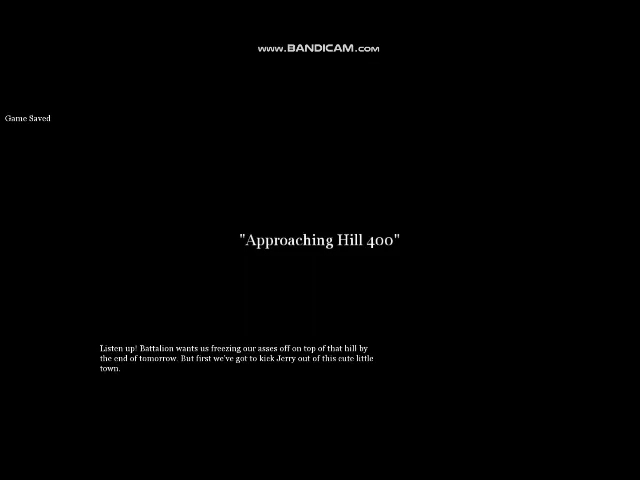 www.BANDICAM.com
Game Saved
"Approaching Hill 400"
Listen up! Battalion wants us freezing our asses off on top of that hill by
the end of tomorrow. But first we've got to kick Jerry out of this cute little
town.